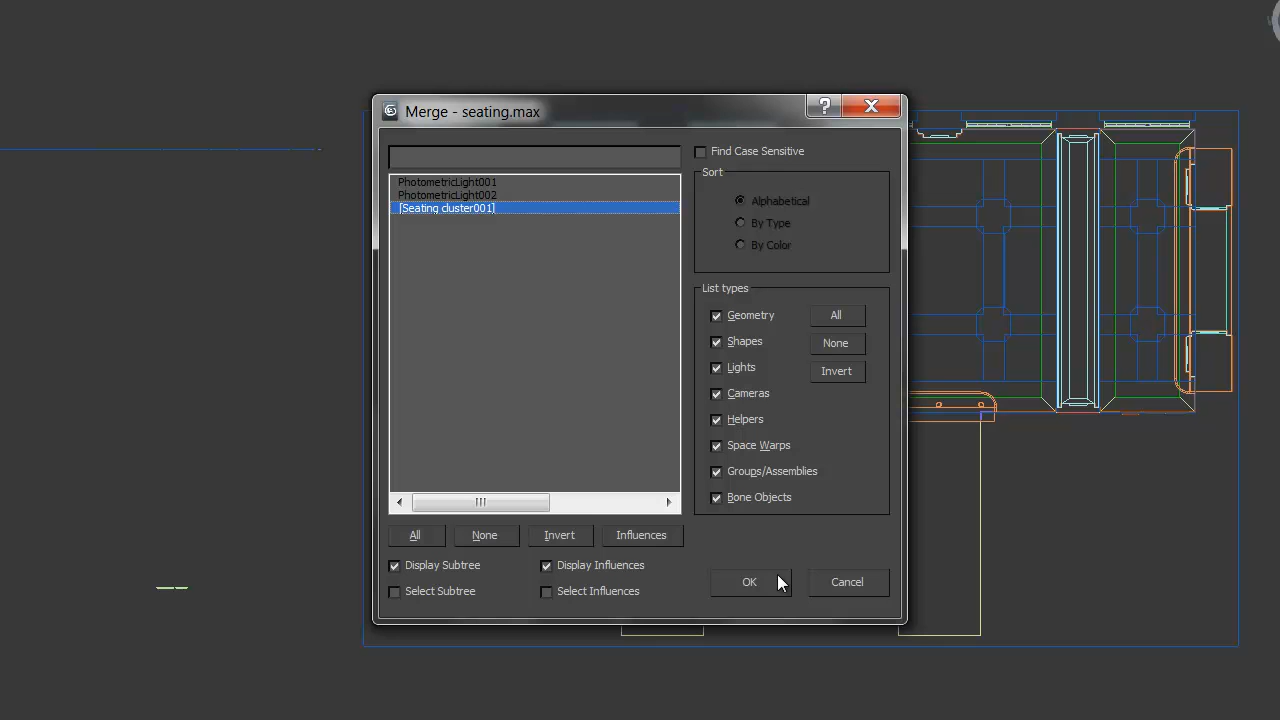 Merge - seating.max
?
X
Find Case Sensitive
PhotometricLight001
PhotometricLight002
[Seating cluster001]
Sort
Alphabetical
By Type
By Color
List types
Geometry
All
Shapes
None
Lights
Invert
Cameras
Helpers
Space Warps
Groups/Assemblies
Bone Objects
All
None
Invert
Influences
Display Subtree
Display Influences
Select Subtree
Select Influences
OK
Cancel